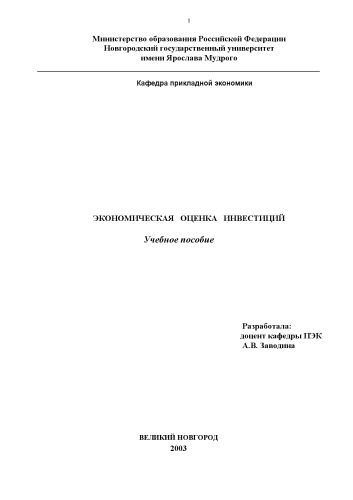 1
Министерство образования Российской Федерации
Новгородский государственный университет
имени Ярослава Мудрого
Кафедра прикладной экономики
ЭКОНОМИЧЕСКАЯ ОЦЕНКА ИНВЕСТИЦИЙ
Учебное пособие
Разработала:
доцент кафедры ПЭК
А.В. Заводина
ВЕЛИКИЙ НОВГОРОД
2003